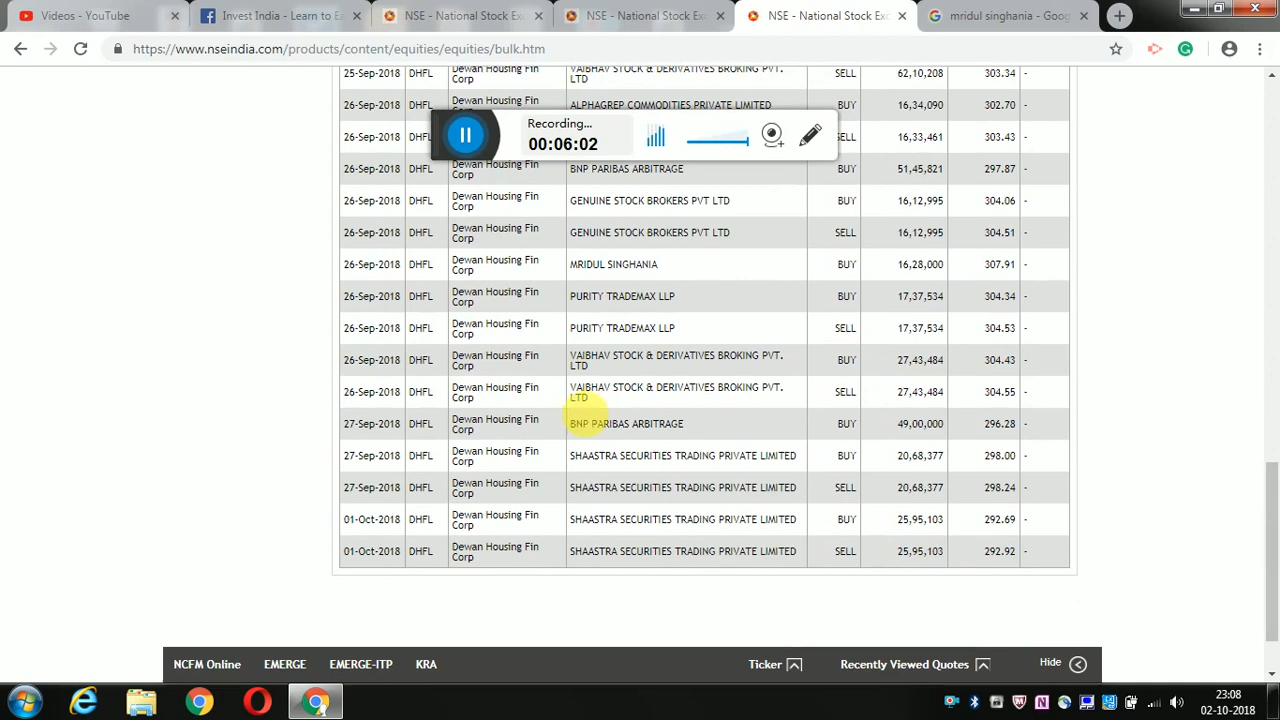 Videos - YouTube
Invest India - Learn to Ea
NSE - National Stock Exc
NSE - National Stock Exc
NSE - National Stock Exc
mridul singhania - Goog
https://www.nseindia.com/products/content/equities/equities/bulk.htm
25-Sep-2018 DHFL Dewan Housing Fin Corp VAIBHAV STOCK & DERIVATIVES BROKING PVT. LTD SELL 62,10,208 303.34 -
26-Sep-2018 DHFL Dewan Housing Fin Corp ALPHAGREP COMMODITIES PRIVATE LIMITED BUY 16,34,090 302.70 -
Recording...
00:06:02
26-Sep-2018 DHFL SELL 16,33,461 303.43 -
26-Sep-2018 DHFL Dewan Housing Fin Corp BNP PARIBAS ARBITRAGE BUY 51,45,821 297.87 -
26-Sep-2018 DHFL Dewan Housing Fin Corp GENUINE STOCK BROKERS PVT LTD BUY 16,12,995 304.06 -
26-Sep-2018 DHFL Dewan Housing Fin Corp GENUINE STOCK BROKERS PVT LTD SELL 16,12,995 304.51 -
26-Sep-2018 DHFL Dewan Housing Fin Corp MRIDUL SINGHANIA BUY 16,28,000 307.91 -
26-Sep-2018 DHFL Dewan Housing Fin Corp PURITY TRADEMAX LLP BUY 17,37,534 304.34 -
26-Sep-2018 DHFL Dewan Housing Fin Corp PURITY TRADEMAX LLP SELL 17,37,534 304.53 -
26-Sep-2018 DHFL Dewan Housing Fin Corp VAIBHAV STOCK & DERIVATIVES BROKING PVT. LTD BUY 27,43,484 304.43 -
26-Sep-2018 DHFL Dewan Housing Fin Corp VAIBHAV STOCK & DERIVATIVES BROKING PVT. LTD SELL 27,43,484 304.55 -
27-Sep-2018 DHFL Dewan Housing Fin Corp BNP PARIBAS ARBITRAGE BUY 49,00,000 296.28 -
27-Sep-2018 DHFL Dewan Housing Fin Corp SHAASTRA SECURITIES TRADING PRIVATE LIMITED BUY 20,68,377 298.00 -
27-Sep-2018 DHFL Dewan Housing Fin Corp SHAASTRA SECURITIES TRADING PRIVATE LIMITED SELL 20,68,377 298.24 -
01-Oct-2018 DHFL Dewan Housing Fin Corp SHAASTRA SECURITIES TRADING PRIVATE LIMITED BUY 25,95,103 292.69 -
01-Oct-2018 DHFL Dewan Housing Fin Corp SHAASTRA SECURITIES TRADING PRIVATE LIMITED SELL 25,95,103 292.92 -
NCFM Online EMERGE EMERGE-ITP KRA Ticker Recently Viewed Quotes Hide
23:08
02-10-2018